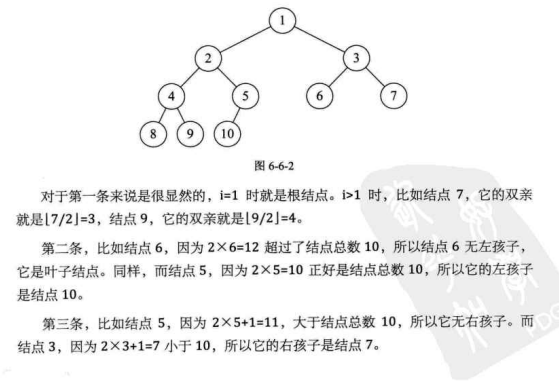 1
2
3
4
5
6
7
8
9
10
图 6-6-2
对于第一条来说是很显然的，i=1 时就是根结点。i>1 时，比如结点 7，它的双亲
就是⌊7/2⌋=3，结点 9，它的双亲就是⌊9/2⌋=4。
第二条，比如结点 6，因为 2×6=12 超过了结点总数 10，所以结点 6 无左孩子，
它是叶子结点。同样，而结点 5，因为 2×5=10 正好是结点总数 10，所以它的左孩子
是结点 10。
第三条，比如结点 5，因为 2×5+1=11，大于结点总数 10，所以它无右孩子。而
结点 3，因为 2×3+1=7 小于 10，所以它的右孩子是结点 7。